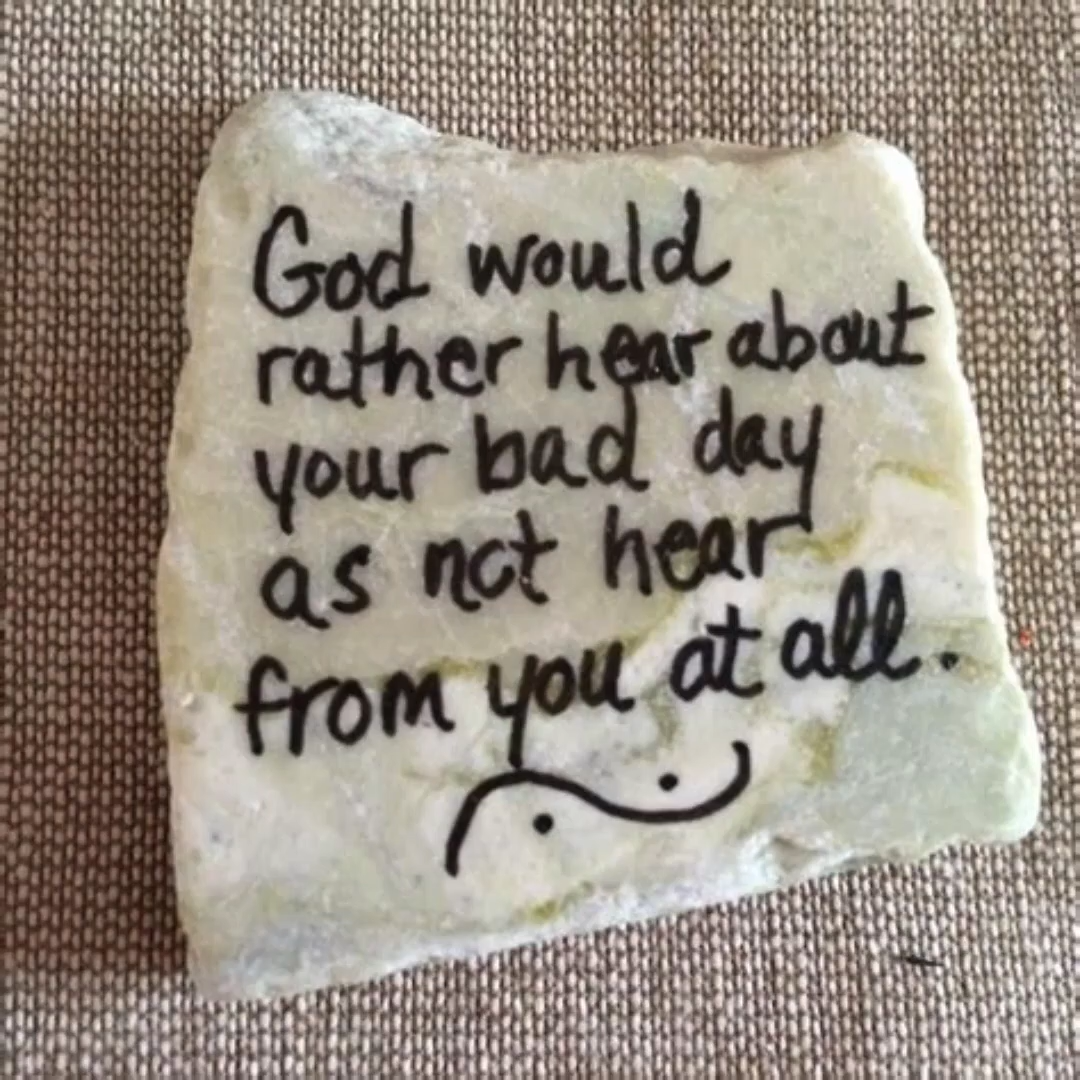 God would
rather hear about
your bad day
as not hear
from you at all.